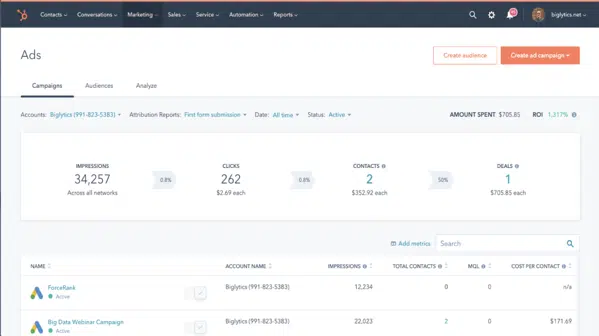 Contacts Conversations Marketing Sales Service Automation Reports biglytics.net
Ads
Create audience Create ad campaign
Campaigns Audiences Analyze
Accounts: Biglytics (991-823-5383) Attribution Reports: First form submission Date: All time Status: Active AMOUNT SPENT $705.85 ROI 1,317%
IMPRESSIONS CLICKS CONTACTS DEALS
34,257 0.8% 262 0.8% 2 50% 1
Across all networks $2.69 each $352.92 each $705.85 each
Add metrics Search
NAME ACCOUNT NAME IMPRESSIONS TOTAL CONTACTS MQL COST PER CONTACT
ForceRank Biglytics (991-823-5383) 12,234 0 0 n/a
Active
Big Data Webinar Campaign Biglytics (991-823-5383) 22,023 2 0 $171.69
Active